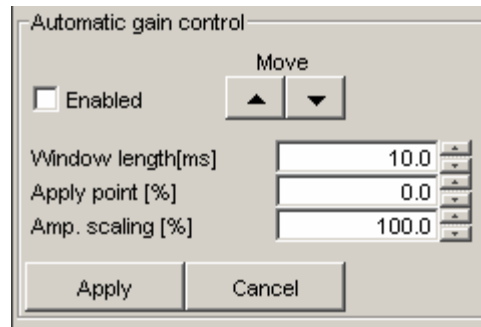 Automatic gain control
Move
Enabled
Window length[ms] 10.0
Apply point [%] 0.0
Amp. scaling [%] 100.0
Apply Cancel